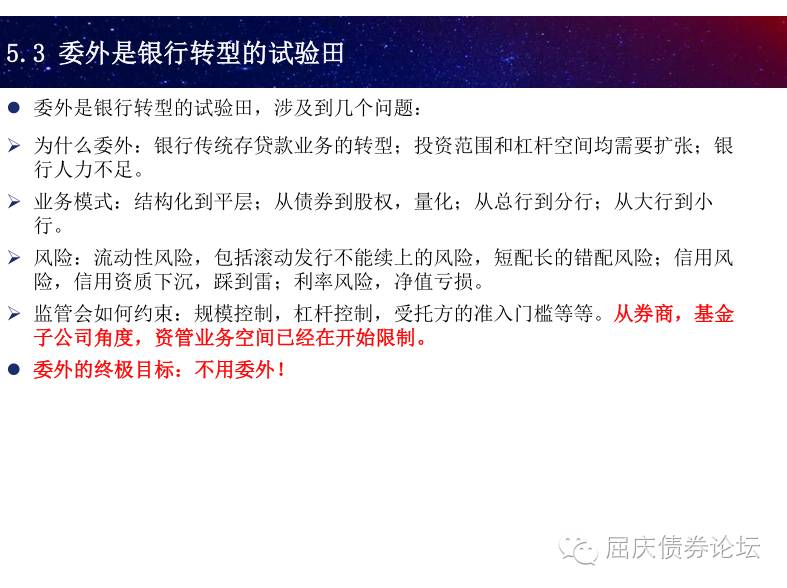 5.3 委外是银行转型的试验田
● 委外是银行转型的试验田，涉及到几个问题：
➢ 为什么委外：银行传统存贷款业务的转型；投资范围和杠杆空间均需要扩张；银
行人力不足。
➢ 业务模式：结构化到平层；从债券到股权，量化；从总行到分行；从大行到小
行。
➢ 风险：流动性风险，包括滚动发行不能续上的风险，短配长的错配风险；信用风
险，信用资质下沉，踩到雷；利率风险，净值亏损。
➢ 监管会如何约束：规模控制，杠杆控制，受托方的准入门槛等等。从券商，基金
子公司角度，资管业务空间已经在开始限制。
● 委外的终极目标：不用委外！
屈庆债券论坛